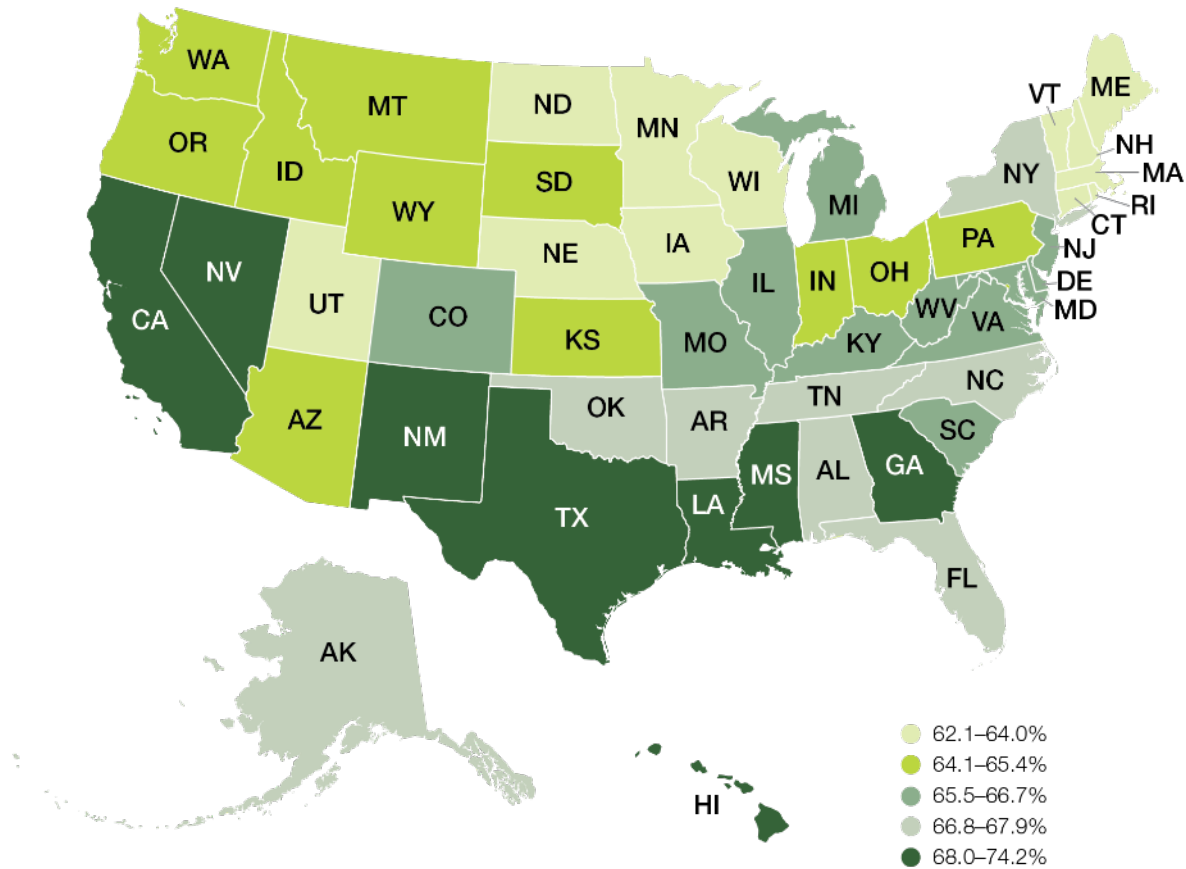 WA
MT
ND
MN
VT
ME
OR
ID
SD
WI
NY
NH
MA
WY
MI
RI
NE
IA
PA
CT
NV
UT
CO
IL
IN
OH
NJ
DE
CA
KS
MO
WV
VA
MD
KY
AZ
NM
OK
AR
TN
NC
SC
TX
LA
MS
AL
GA
FL
AK
HI
62.1–64.0%
64.1–65.4%
65.5–66.7%
66.8–67.9%
68.0–74.2%